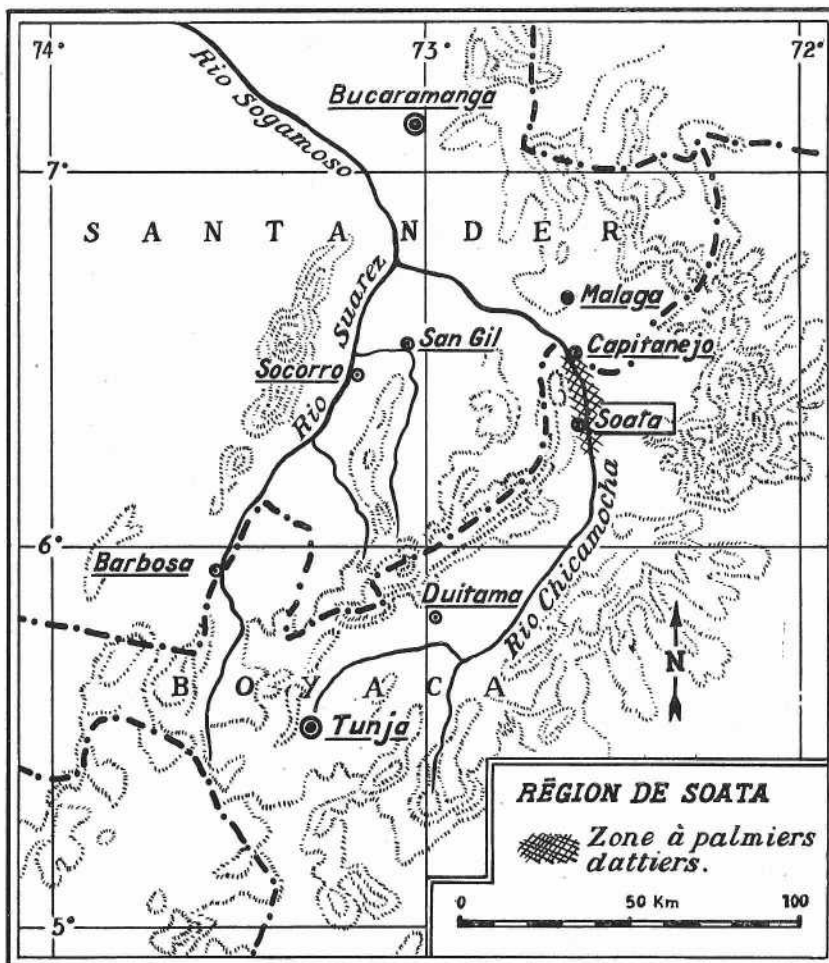 74°
73°
72°
Rio Sogamoso
Bucaramanga
7°
SANTANDER
Rio Suarez
Malaga
San Gil
Capitanejo
Socorro
Soata
6°
Barbosa
Duitama
Rio Chicamocha
N
BOYACA
Tunja
RÉGION DE SOATA
Zone à palmiers
dattiers.
0 50 Km 100
5°